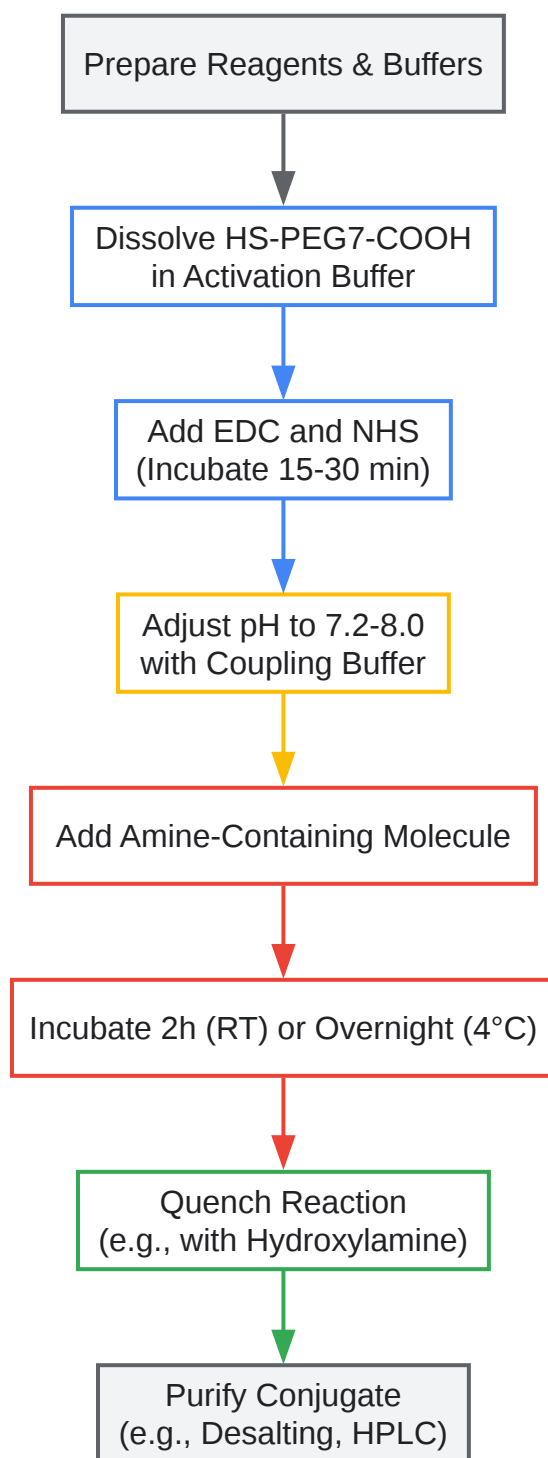 Prepare Reagents & Buffers
Dissolve HS-PEG7-COOH
in Activation Buffer
Add EDC and NHS
(Incubate 15-30 min)
Adjust pH to 7.2-8.0
with Coupling Buffer
Add Amine-Containing Molecule
Incubate 2h (RT) or Overnight (4°C)
Quench Reaction
(e.g., with Hydroxylamine)
Purify Conjugate
(e.g., Desalting, HPLC)